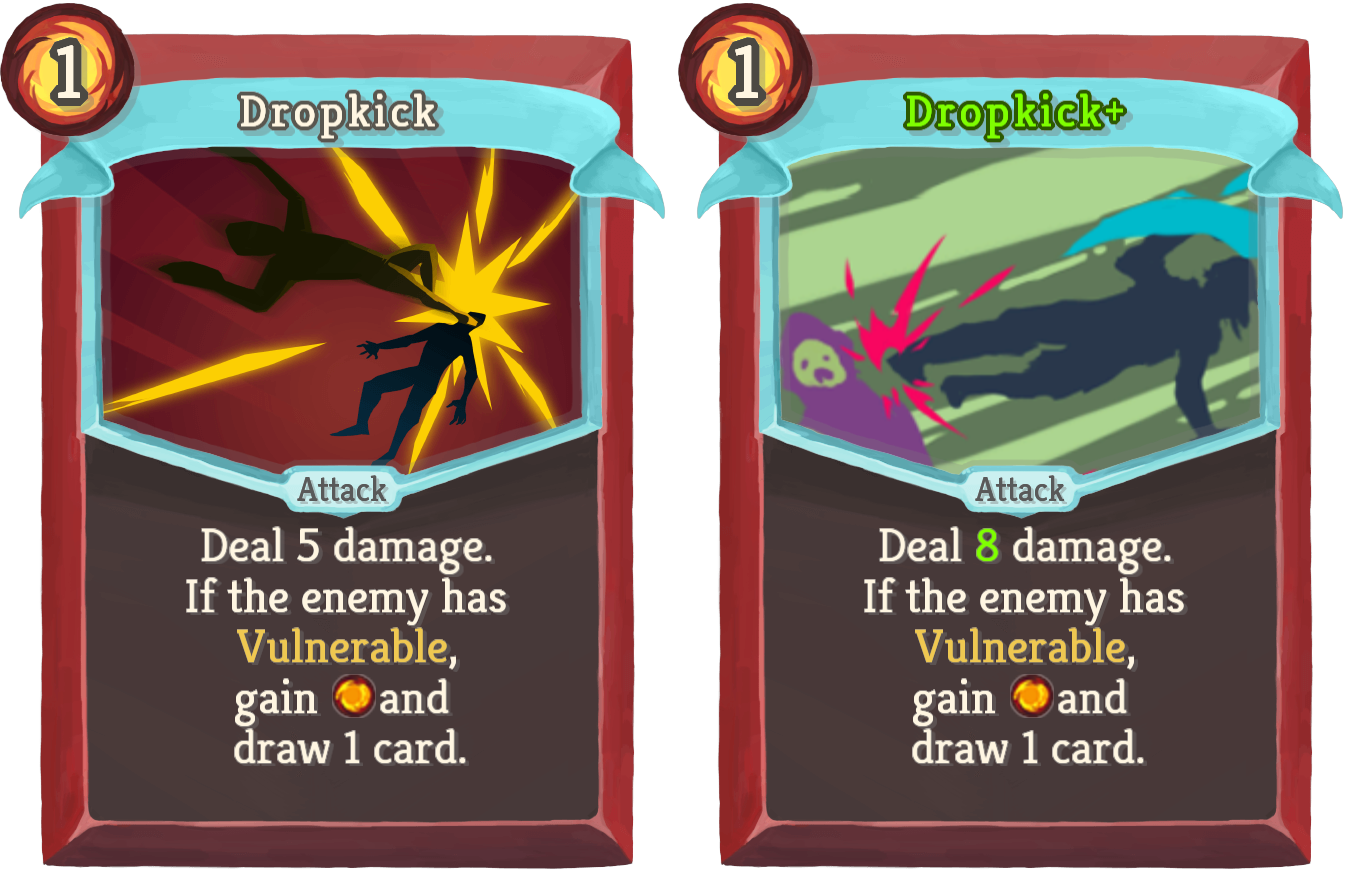 1
Dropkick
Attack
Deal 5 damage.
If the enemy has
Vulnerable,
gain and
draw 1 card.
1
Dropkick+
Attack
Deal 8 damage.
If the enemy has
Vulnerable,
gain and
draw 1 card.